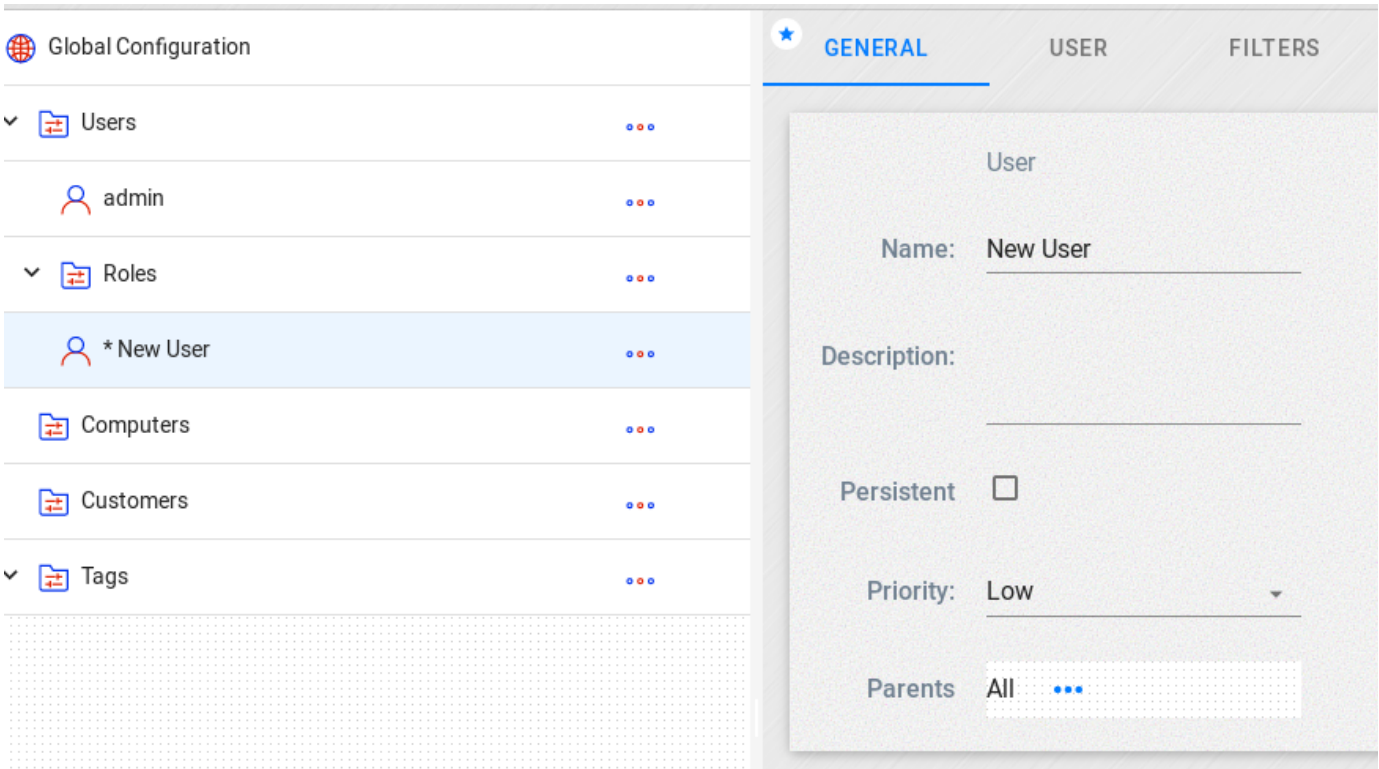 Global Configuration
Users
admin
Roles
* New User
Computers
Customers
Tags
GENERAL USER FILTERS
User
Name: New User
Description:
Persistent
Priority: Low
Parents All